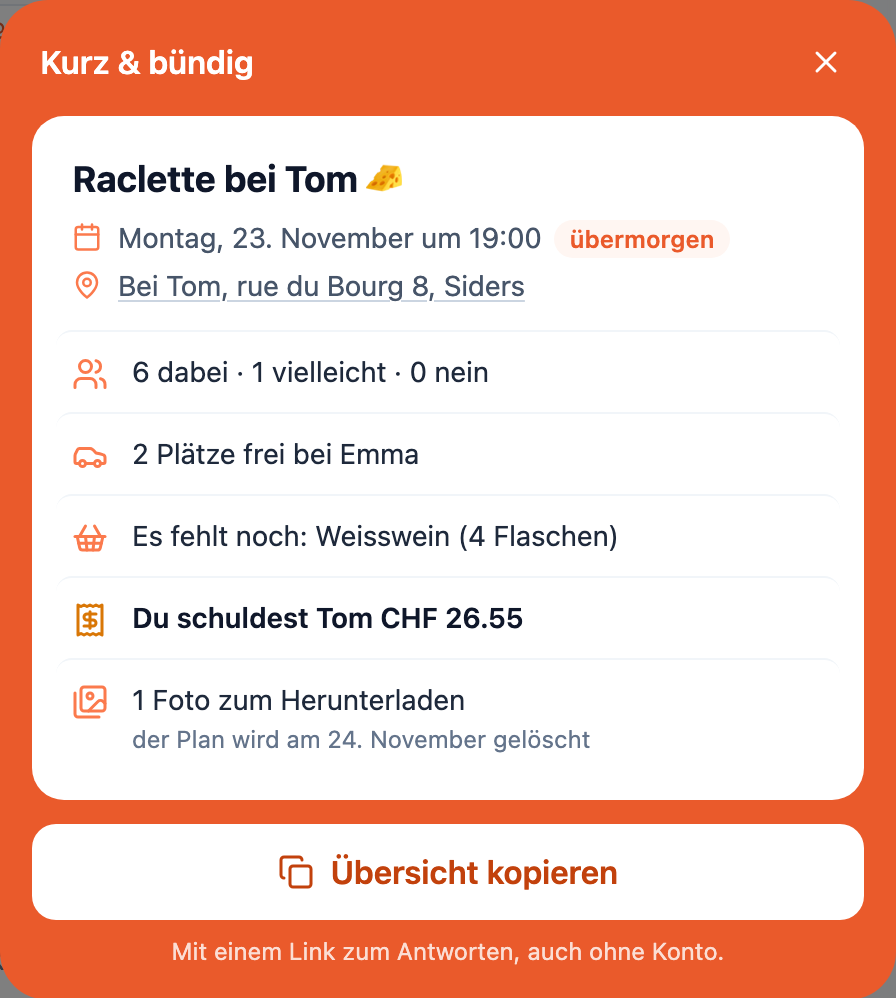 Kurz & bündig
Raclette bei Tom 🧀
Montag, 23. November um 19:00 übermorgen
Bei Tom, rue du Bourg 8, Siders
6 dabei · 1 vielleicht · 0 nein
2 Plätze frei bei Emma
Es fehlt noch: Weisswein (4 Flaschen)
Du schuldest Tom CHF 26.55
1 Foto zum Herunterladen
der Plan wird am 24. November gelöscht
Übersicht kopieren
Mit einem Link zum Antworten, auch ohne Konto.